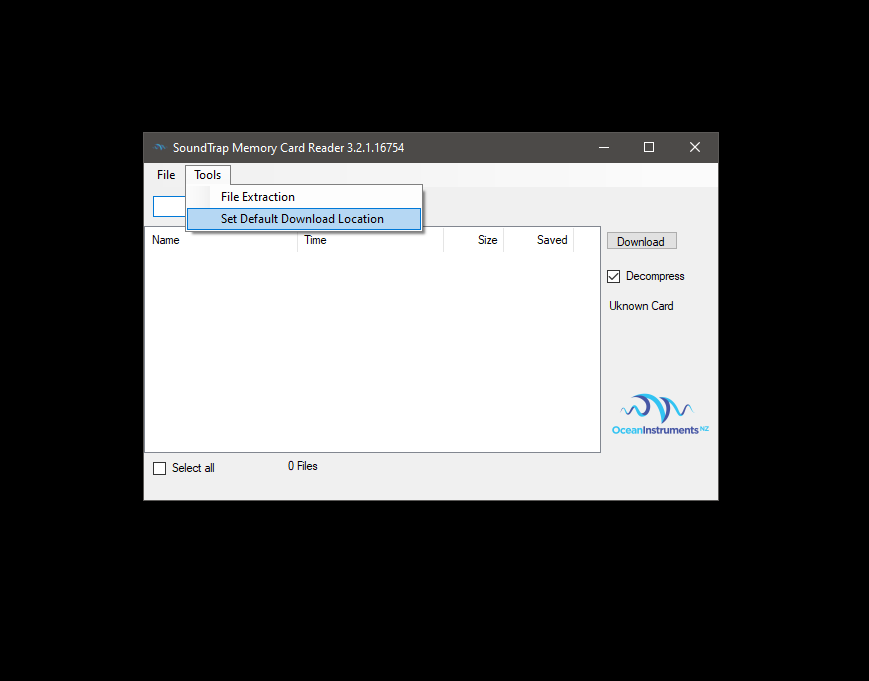 SoundTrap Memory Card Reader 3.2.1.16754
File Tools
File Extraction
Set Default Download Location
Name Time Size Saved
Download
Decompress
Uknown Card
OceanInstruments NZ
Select all 0 Files